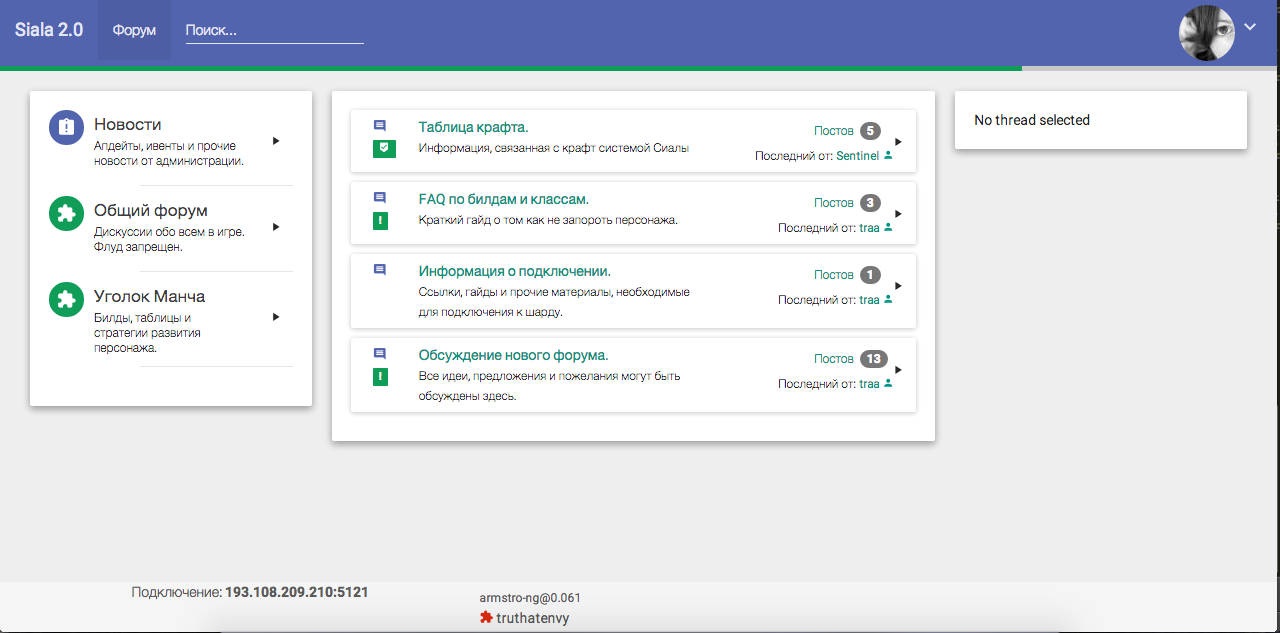 Siala 2.0
Форум
Поиск...
Новости
Апдейты, ивенты и прочие
новости от администрации.
Общий форум
Дискуссии обо всем в игре.
Флуд запрещен.
Уголок Манча
Билды, таблицы и
стратегии развития
персонажа.
Таблица крафта.
Информация, связанная с крафт системой Сиалы
Постов 5
Последний от: Sentinel
FAQ по билдам и классам.
Краткий гайд о том как не запороть персонажа.
Постов 3
Последний от: traa
Информация о подключении.
Ссылки, гайды и прочие материалы, необходимые
для подключения к шарду.
Постов 1
Последний от: traa
Обсуждение нового форума.
Все идеи, предложения и пожелания могут быть
обсуждены здесь.
Постов 13
Последний от: traa
No thread selected
Подключение: 193.108.209.210:5121
armstro-ng@0.061
truthatenvy